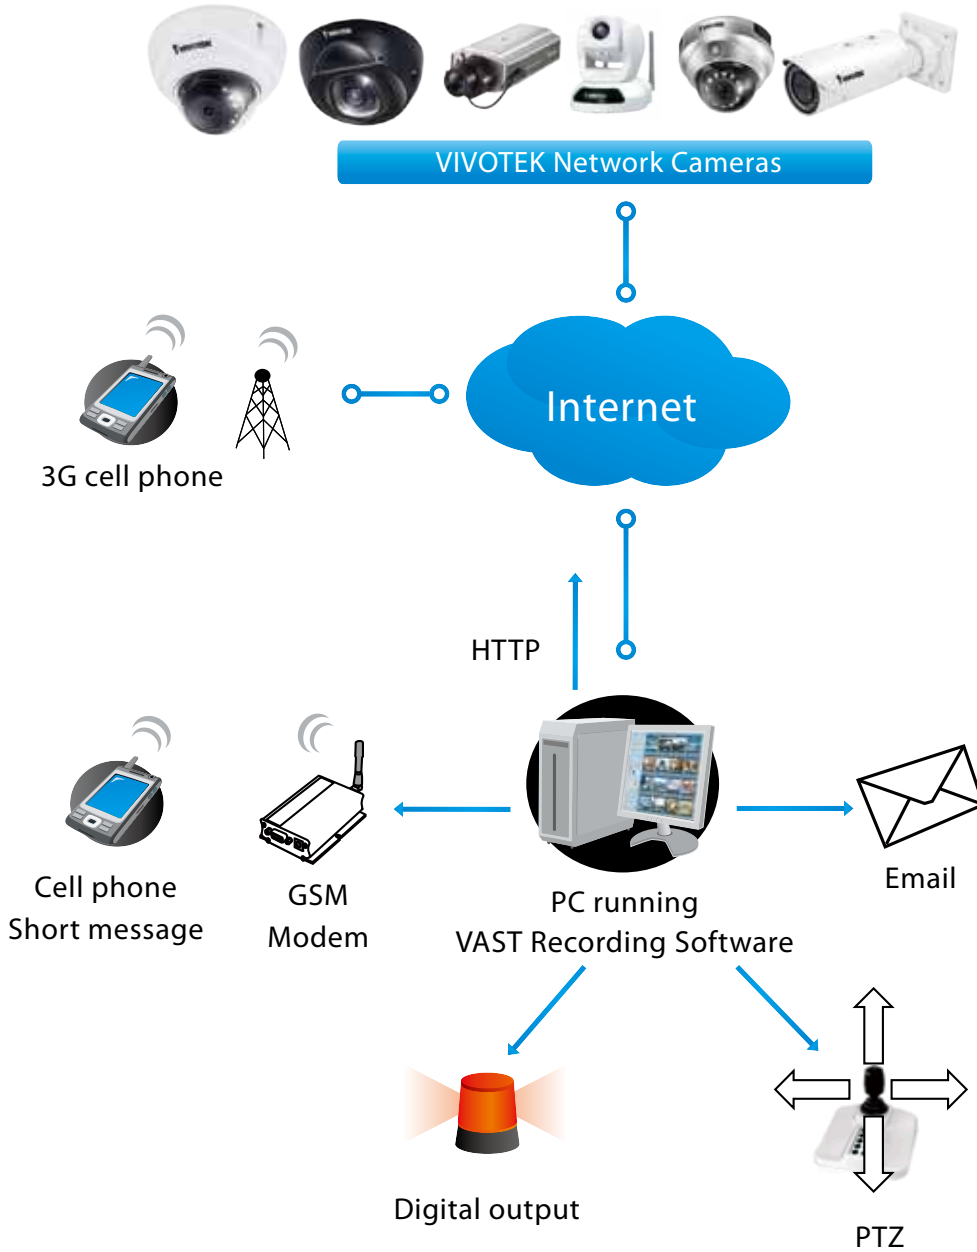 VIVOTEK Network Cameras
Internet
3G cell phone
HTTP
Cell phone
Short message
GSM
Modem
PC running
VAST Recording Software
Email
Digital output
PTZ